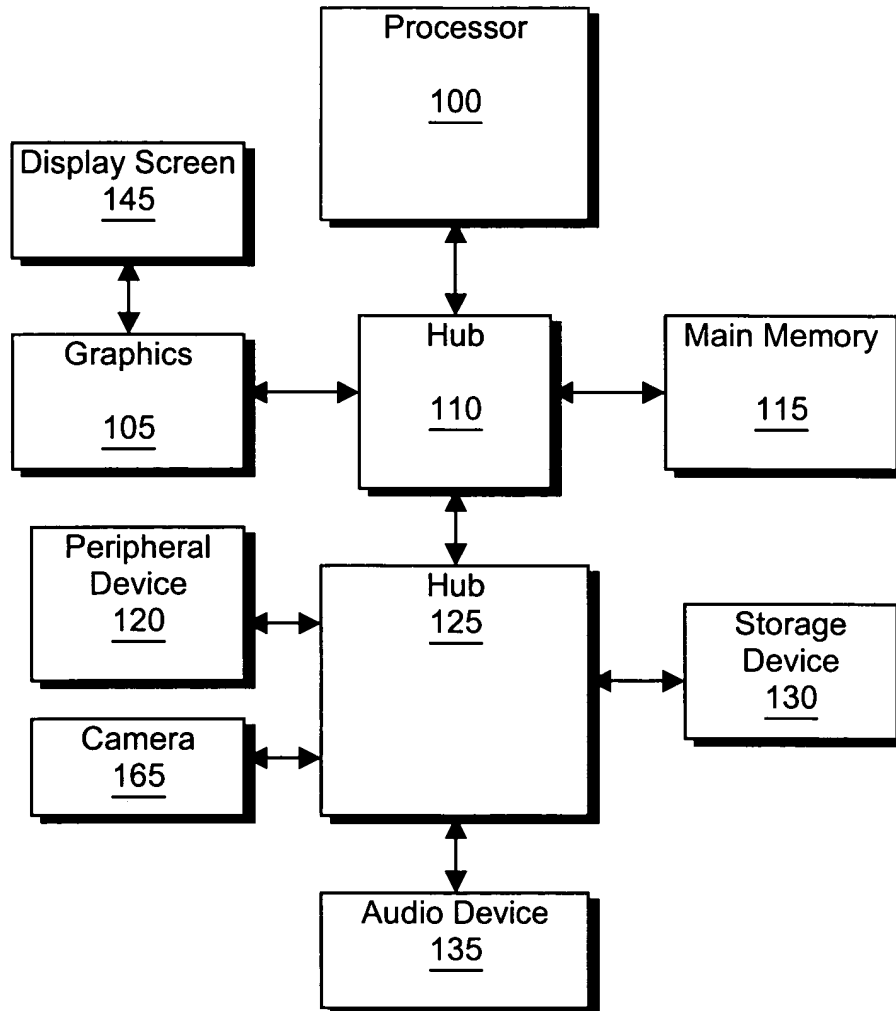 Processor
100
Display Screen
145
Graphics
105
Hub
110
Main Memory
115
Peripheral
Device
120
Hub
125
Storage
Device
130
Camera
165
Audio Device
135